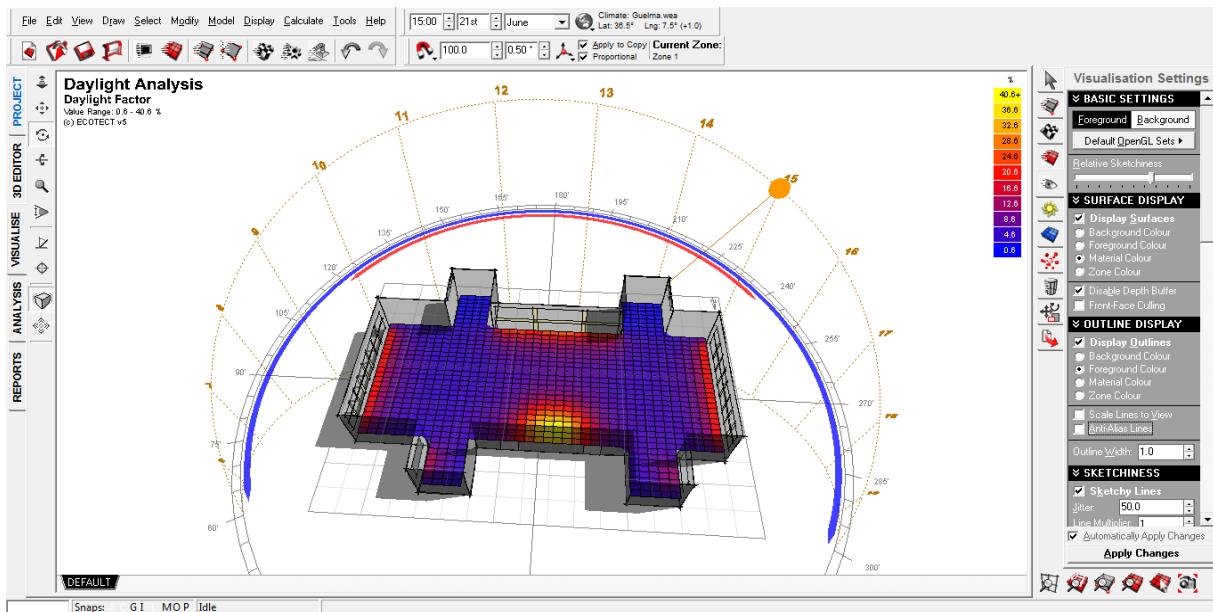 File Edit View Draw Select Modify Model Display Calculate Tools Help
15:00 21st June
Climate: Guelma.wea
Lat: 36.5° Lng: 7.5° (+1.0)
100.0 0.50 °
Apply to Copy
Proportional
Current Zone:
Zone 1
PROJECT
3D EDITOR
VISUALISE
ANALYSIS
REPORTS
Daylight Analysis
Daylight Factor
Value Range: 0.6 - 40.6 %
(c) ECOTECT v5
%
40.6+
36.6
32.6
28.6
24.6
20.6
16.6
12.6
8.6
4.6
0.6
9
10
11
12
13
14
15
16
17
60°
75°
90°
105°
120°
135°
150°
165°
180°
195°
210°
225°
240°
255°
270°
285°
300°
DEFAULT
Snaps: G I M O P Idle
Visualisation Settings
BASIC SETTINGS
Foreground Background
Default OpenGL Sets
Relative Sketchiness
SURFACE DISPLAY
Display Surfaces
Background Colour
Foreground Colour
Material Colour
Zone Colour
Disable Depth Buffer
Front-Face Culling
OUTLINE DISPLAY
Display Outlines
Background Colour
Foreground Colour
Material Colour
Zone Colour
Scale Lines to View
Anti-Alias Lines
Outline Width: 1.0
SKETCHINESS
Sketchy Lines
Jitter: 50.0
Line Multiplier: 1
Automatically Apply Changes
Apply Changes